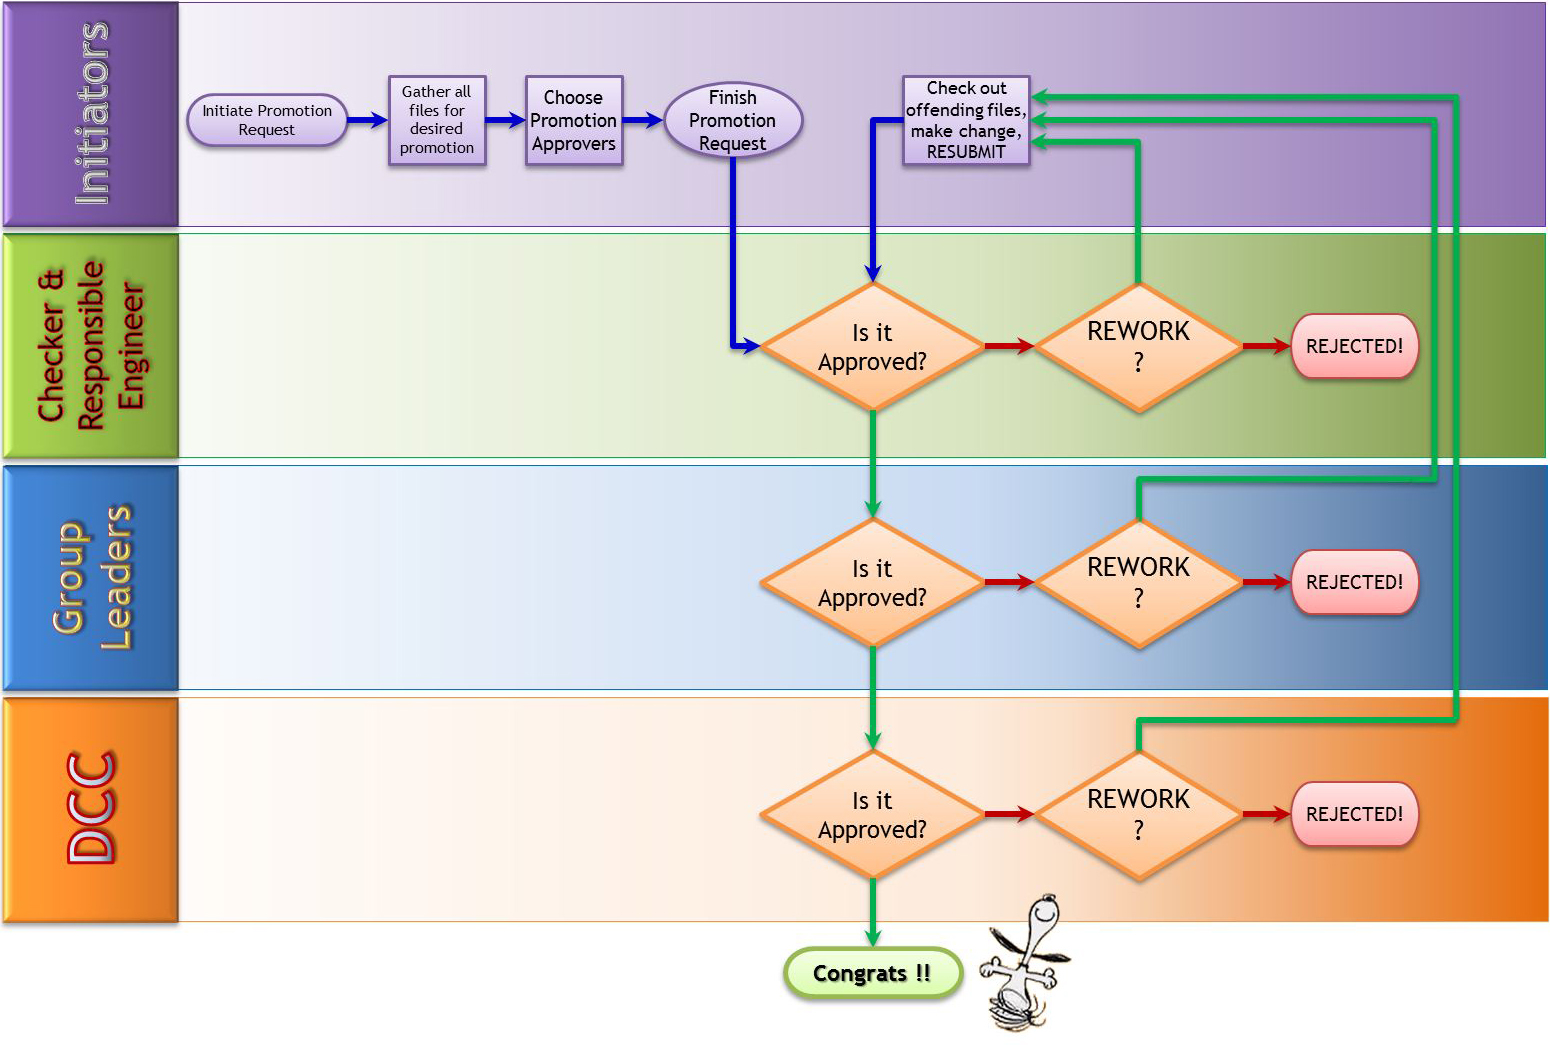 Initiators
Initiate Promotion
Request
Gather all
files for
desired
promotion
Choose
Promotion
Approvers
Finish
Promotion
Request
Check out
offending files,
make change,
RESUBMIT
Checker &
Responsible
Engineer
Is it
Approved?
REWORK
?
REJECTED!
Group
Leaders
Is it
Approved?
REWORK
?
REJECTED!
DCC
Is it
Approved?
REWORK
?
REJECTED!
Congrats !!